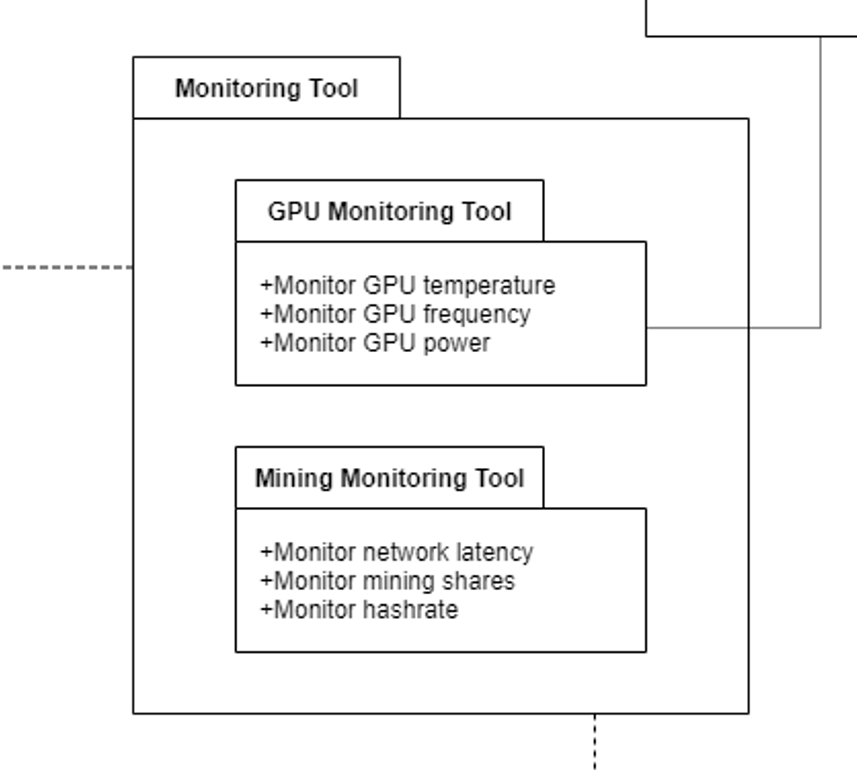 Monitoring Tool
GPU Monitoring Tool
+Monitor GPU temperature
+Monitor GPU frequency
+Monitor GPU power
Mining Monitoring Tool
+Monitor network latency
+Monitor mining shares
+Monitor hashrate